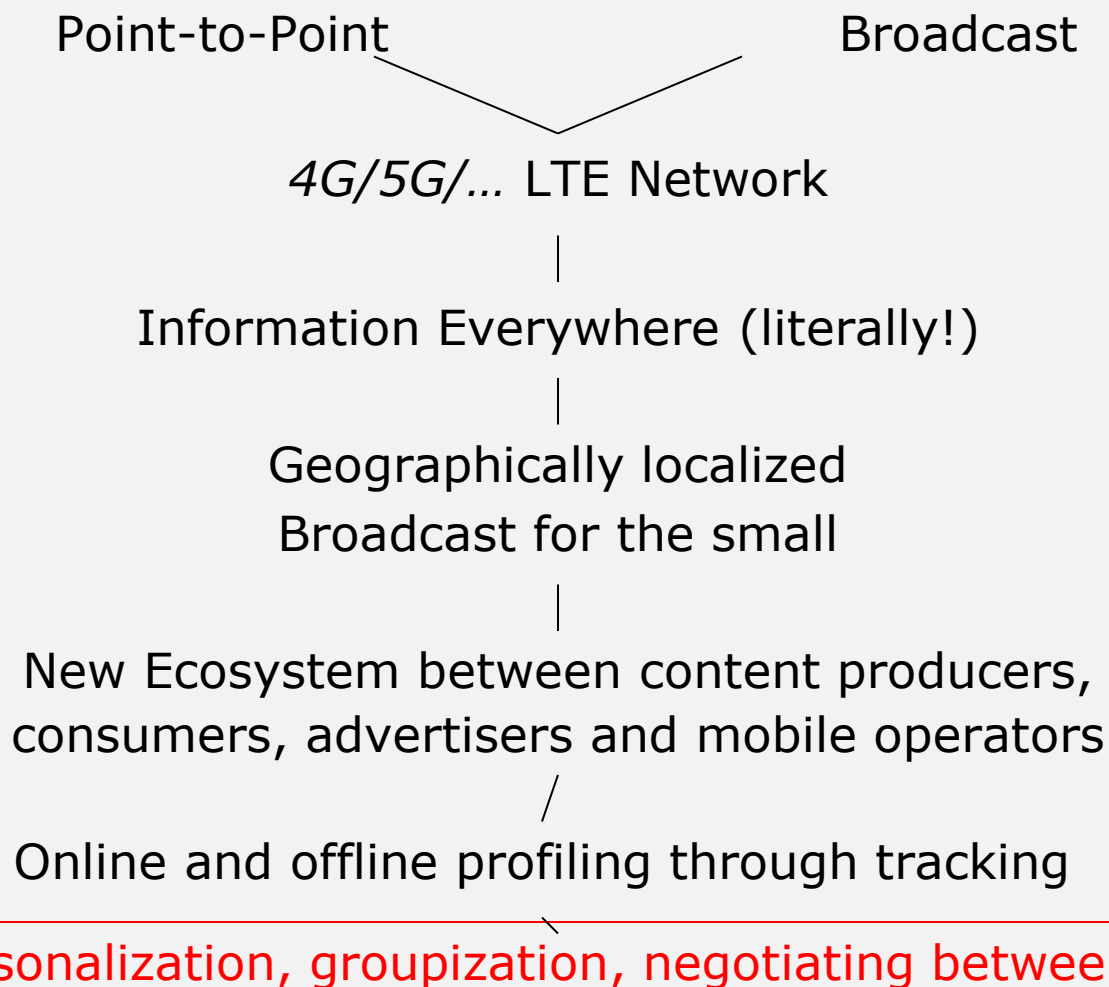 Point-to-Point Broadcast
4G/5G/… LTE Network
Information Everywhere (literally!)
Geographically localized
Broadcast for the small
New Ecosystem between content producers,
consumers, advertisers and mobile operators
Online and offline profiling through tracking
sonalization, groupization, negotiating betwee